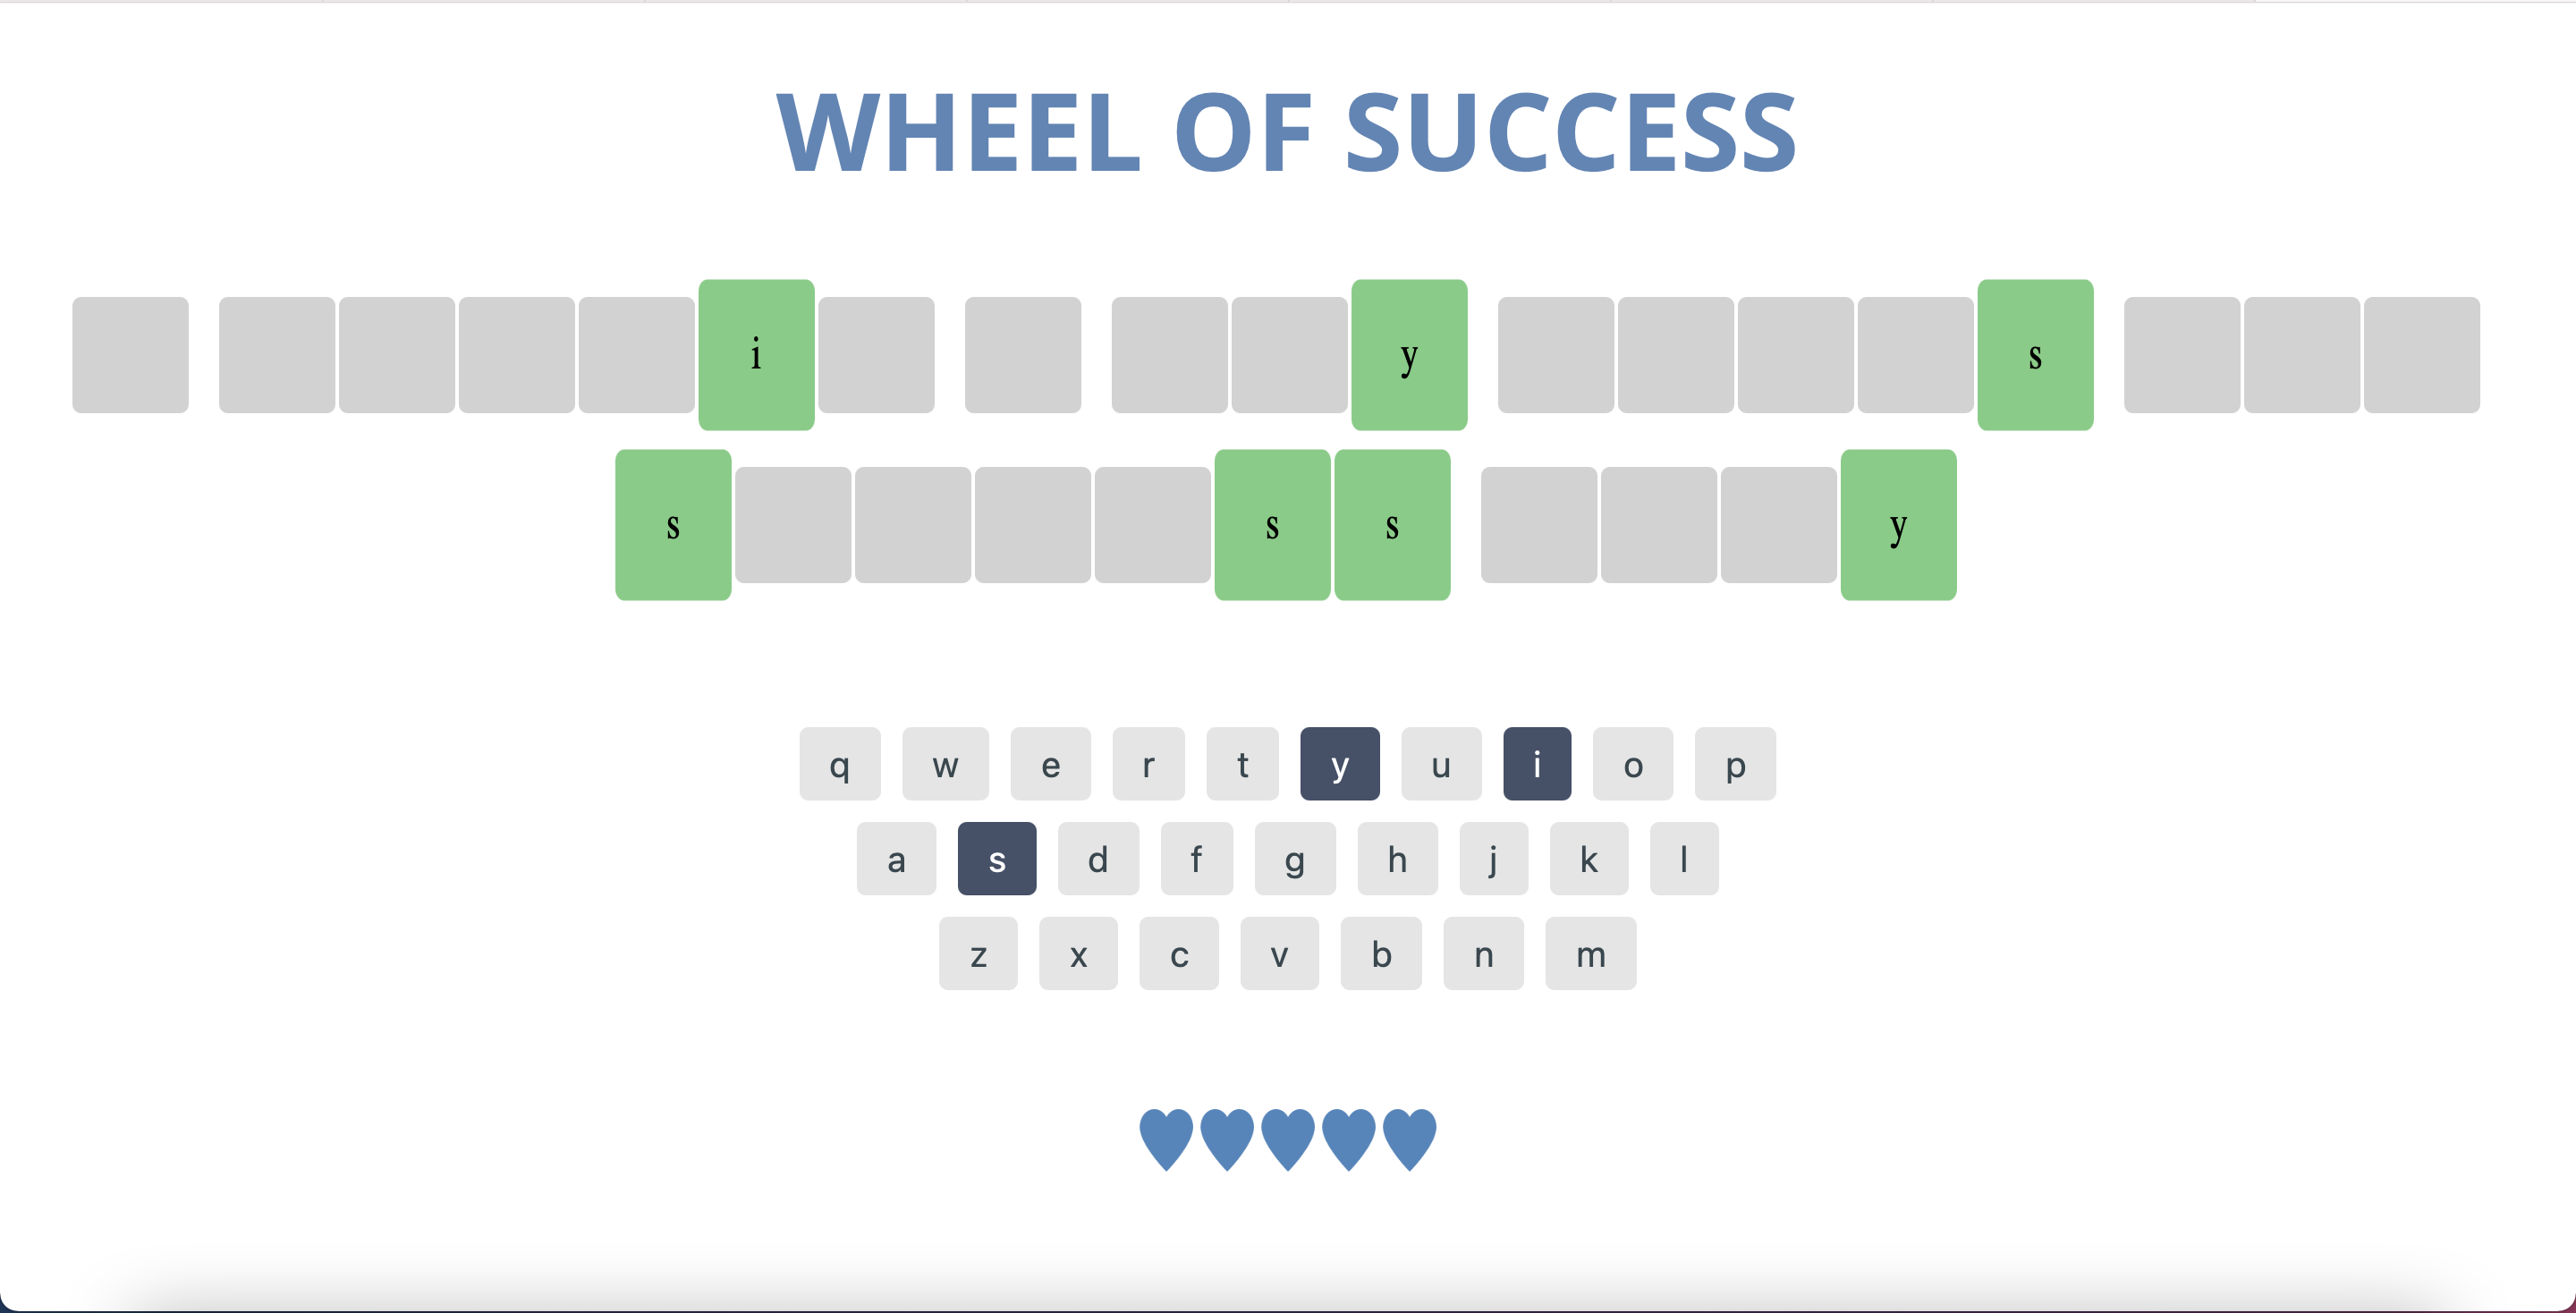 WHEEL OF SUCCESS
i y s
s s s y
q w e r t y u i o p
a s d f g h j k l
z x c v b n m